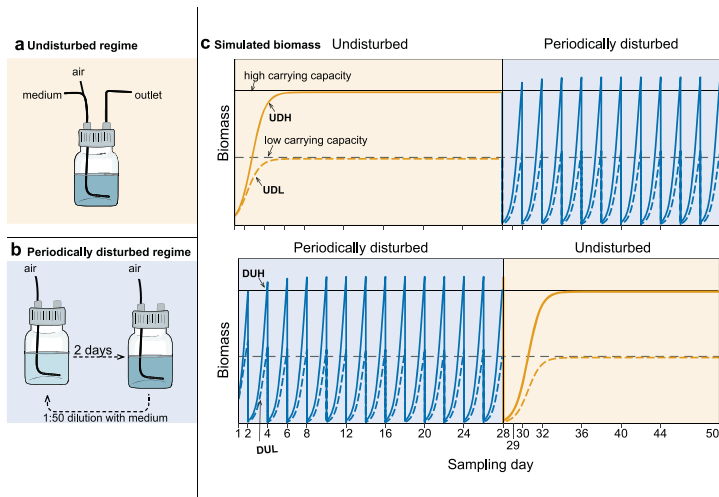 a Undisturbed regime
air
medium
outlet
b Periodically disturbed regime
air
air
2 days
1:50 dilution with medium
c Simulated biomass
Undisturbed
Periodically disturbed
Biomass
high carrying capacity
UDH
low carrying capacity
UDL
Periodically disturbed
Undisturbed
Biomass
DUH
DUL
1 2 4 6 8 12 16 20 24 28 30 32 36 40 44
29
Sampling day